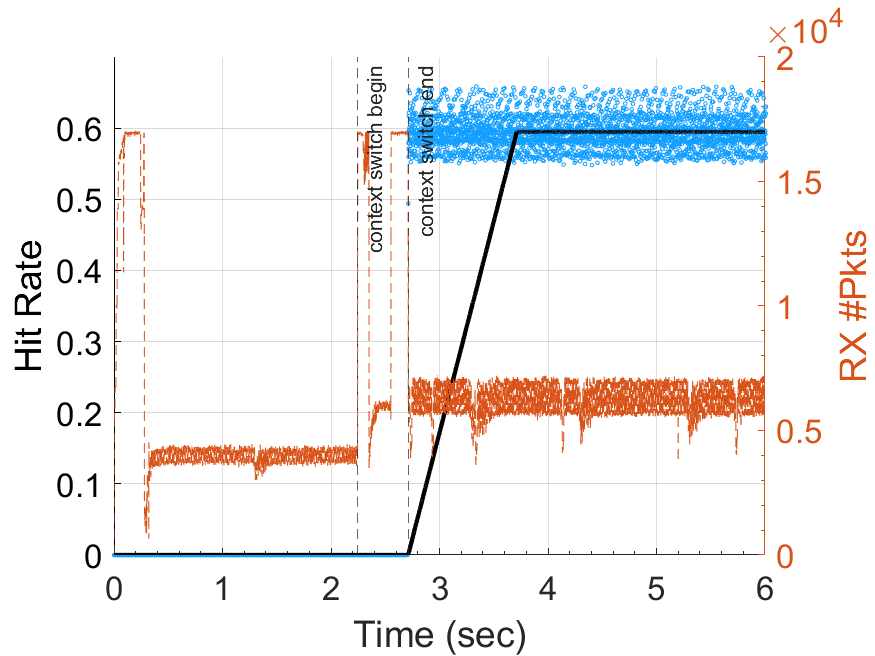 ×10⁴
Hit Rate
0.6
0.5
0.4
0.3
0.2
0.1
0
context switch begin
context switch end
2
1.5
1
0.5
0
RX #Pkts
0 1 2 3 4 5 6
Time (sec)